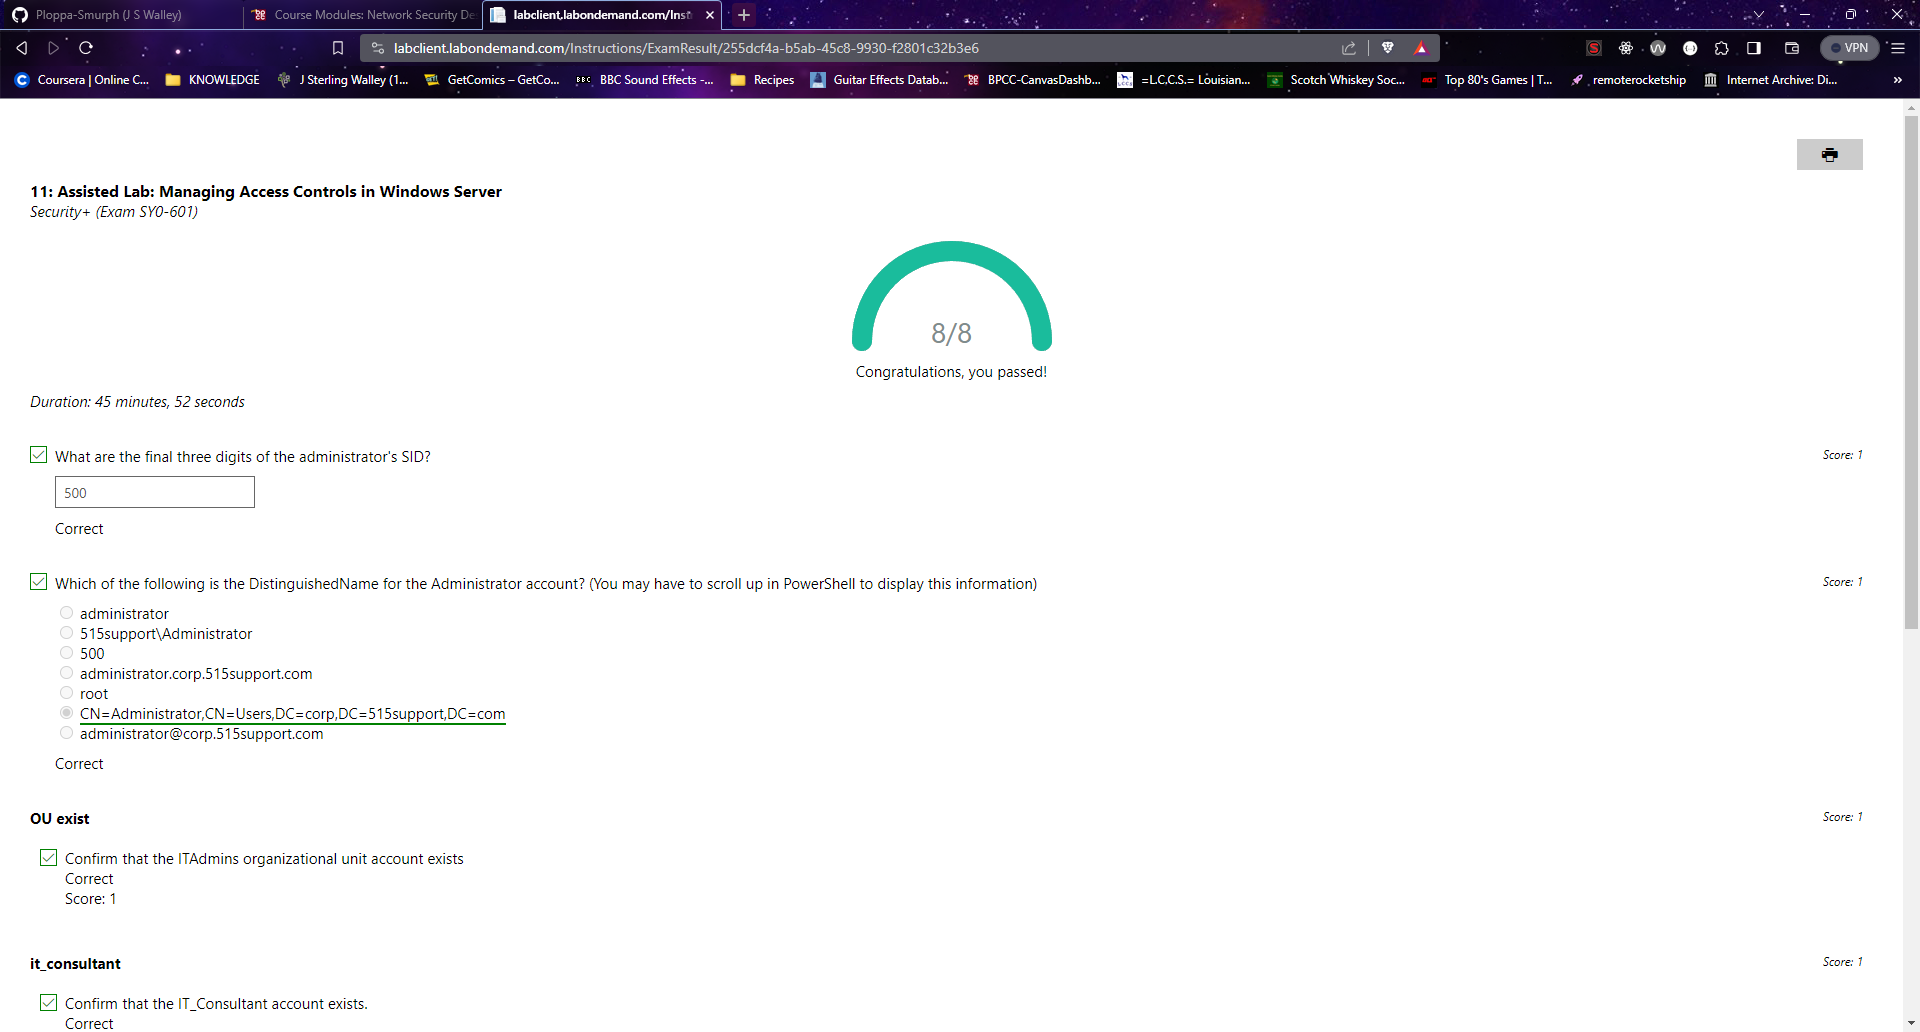 Ploppa-Smurph (J S Walley)
Course Modules: Network Security De
labclient.labondemand.com/Inst
labclient.labondemand.com/Instructions/ExamResult/255dcf4a-b5ab-45c8-9930-f2801c32b3e6
VPN
Coursera | Online C...
KNOWLEDGE
J Sterling Walley (1...
GetComics – GetCo...
BBC
BBC Sound Effects -...
Recipes
Guitar Effects Datab...
BPCC-CanvasDashb...
=L.C,C.S.= Louisian...
Scotch Whiskey Soc...
Top 80's Games | T...
remoterocketship
Internet Archive: Di...
»
11: Assisted Lab: Managing Access Controls in Windows Server
Security+ (Exam SY0-601)
8/8
Congratulations, you passed!
Duration: 45 minutes, 52 seconds
What are the final three digits of the administrator's SID?
Score: 1
500
Correct
Which of the following is the DistinguishedName for the Administrator account? (You may have to scroll up in PowerShell to display this information)
Score: 1
administrator
515support\Administrator
500
administrator.corp.515support.com
root
CN=Administrator,CN=Users,DC=corp,DC=515support,DC=com
administrator@corp.515support.com
Correct
OU exist
Score: 1
Confirm that the ITAdmins organizational unit account exists
Correct
Score: 1
it_consultant
Score: 1
Confirm that the IT_Consultant account exists.
Correct